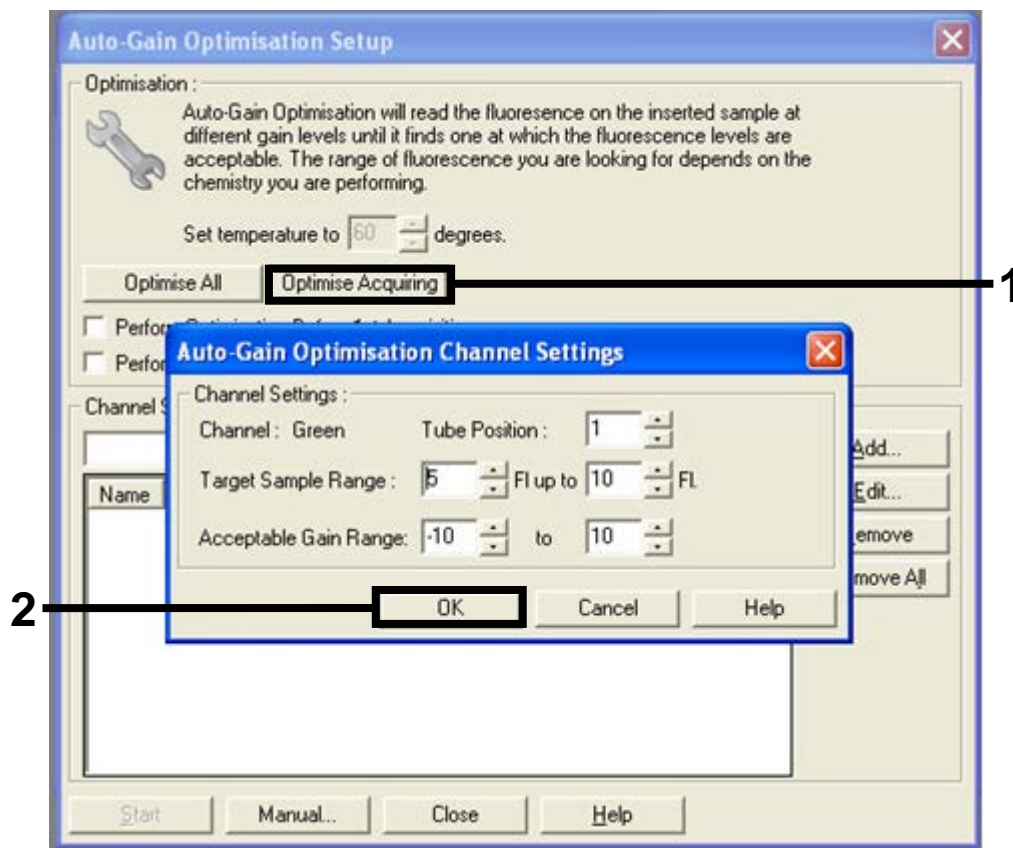 Auto-Gain Optimisation Setup
Optimisation :
Auto-Gain Optimisation will read the fluoresence on the inserted sample at
different gain levels until it finds one at which the fluorescence levels are
acceptable. The range of fluorescence you are looking for depends on the
chemistry you are performing.
Set temperature to 60 degrees.
Optimise All Optimise Acquiring
1
Auto-Gain Optimisation Channel Settings
Channel Settings :
Channel : Green Tube Position : 1
Target Sample Range : 5 Fl up to 10 Fl.
Acceptable Gain Range: -10 to 10
OK Cancel Help
2
Channel
Name
Add...
Edit...
emove
move All
Start Manual... Close Help